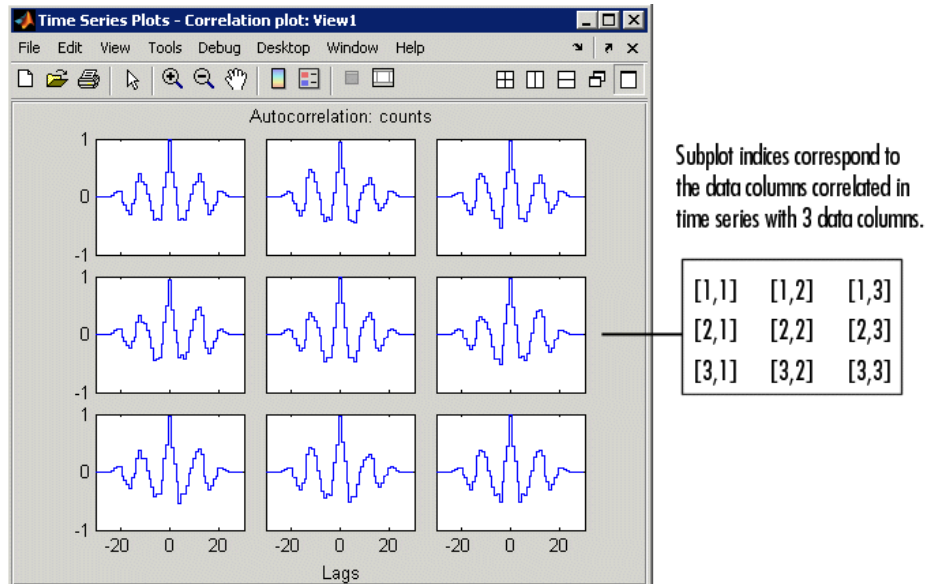 Time Series Plots - Correlation plot: View1
File Edit View Tools Debug Desktop Window Help
Autocorrelation: counts
1
0
-1
1
0
-1
1
0
-1
-20 0 20 -20 0 20 -20 0 20
Lags
Subplot indices correspond to
the data columns correlated in
time series with 3 data columns.
[1,1] [1,2] [1,3]
[2,1] [2,2] [2,3]
[3,1] [3,2] [3,3]